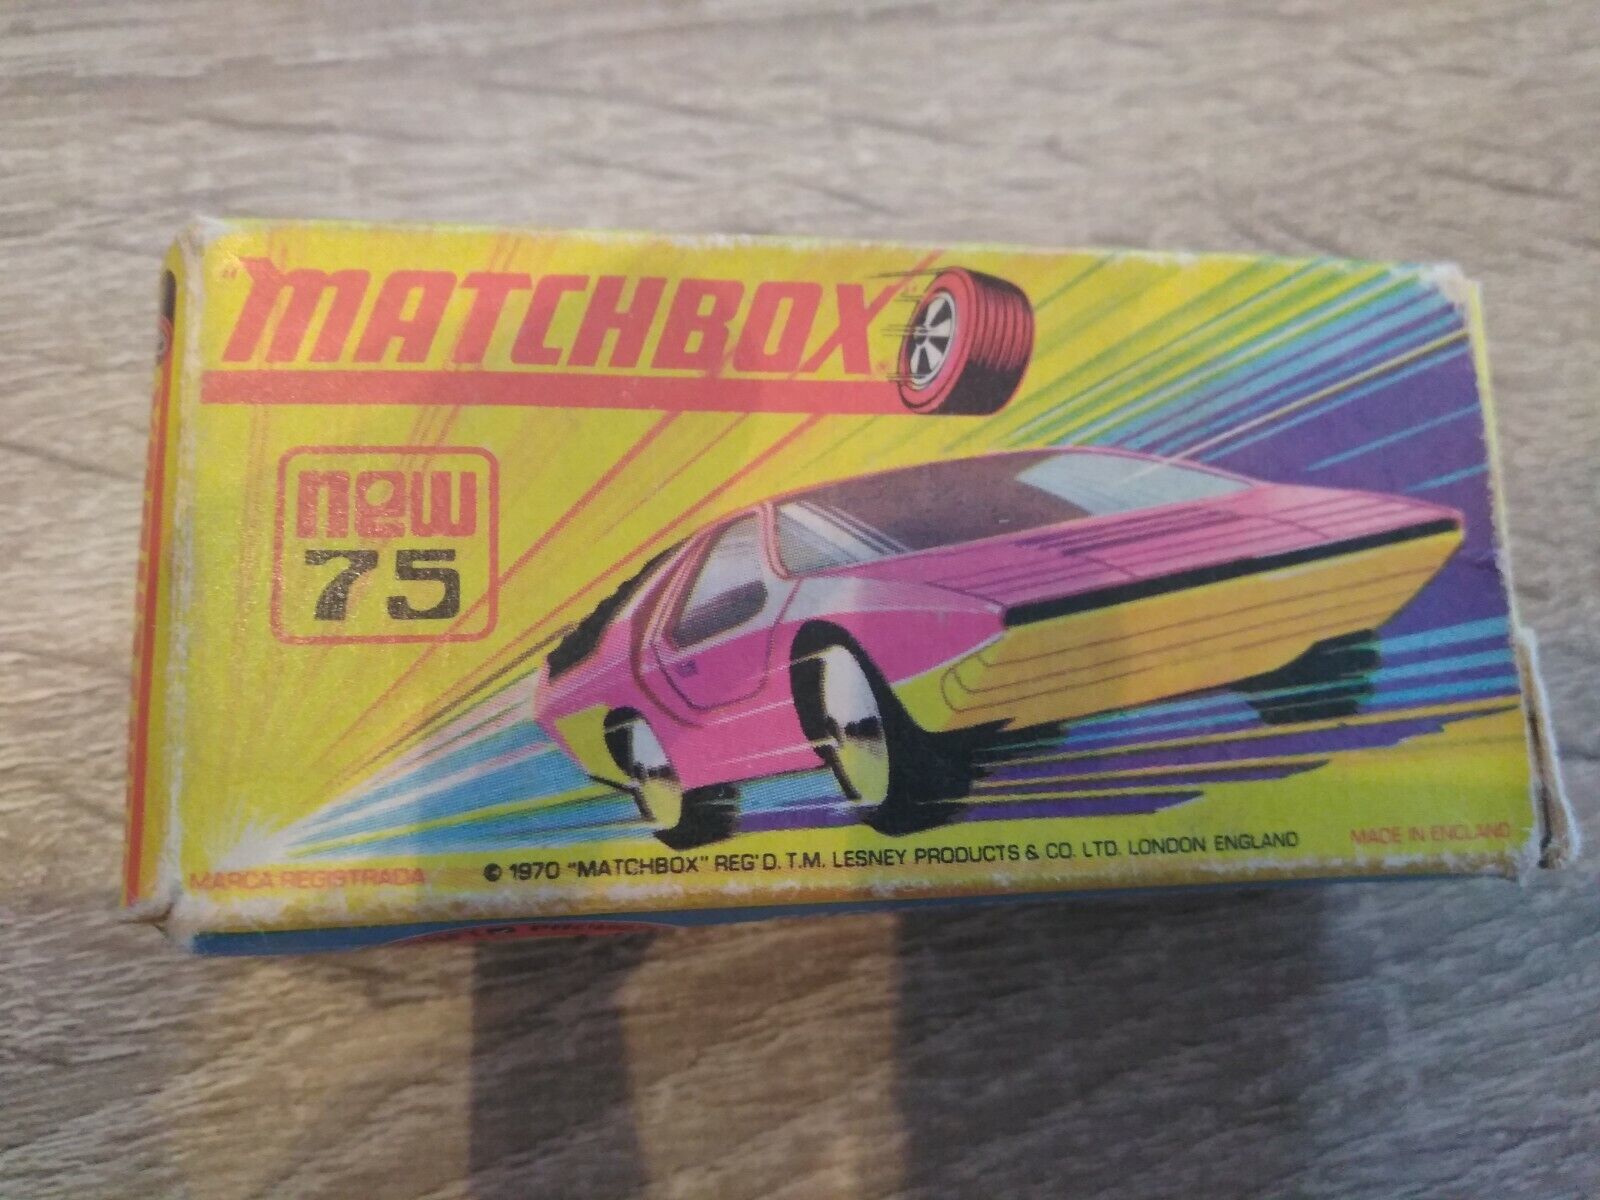 "MATCHBOX"
new
75
MARCA REGISTRADA
© 1970 "MATCHBOX" REG'D. T.M. LESNEY PRODUCTS & CO. LTD. LONDON ENGLAND
MADE IN ENGLAND